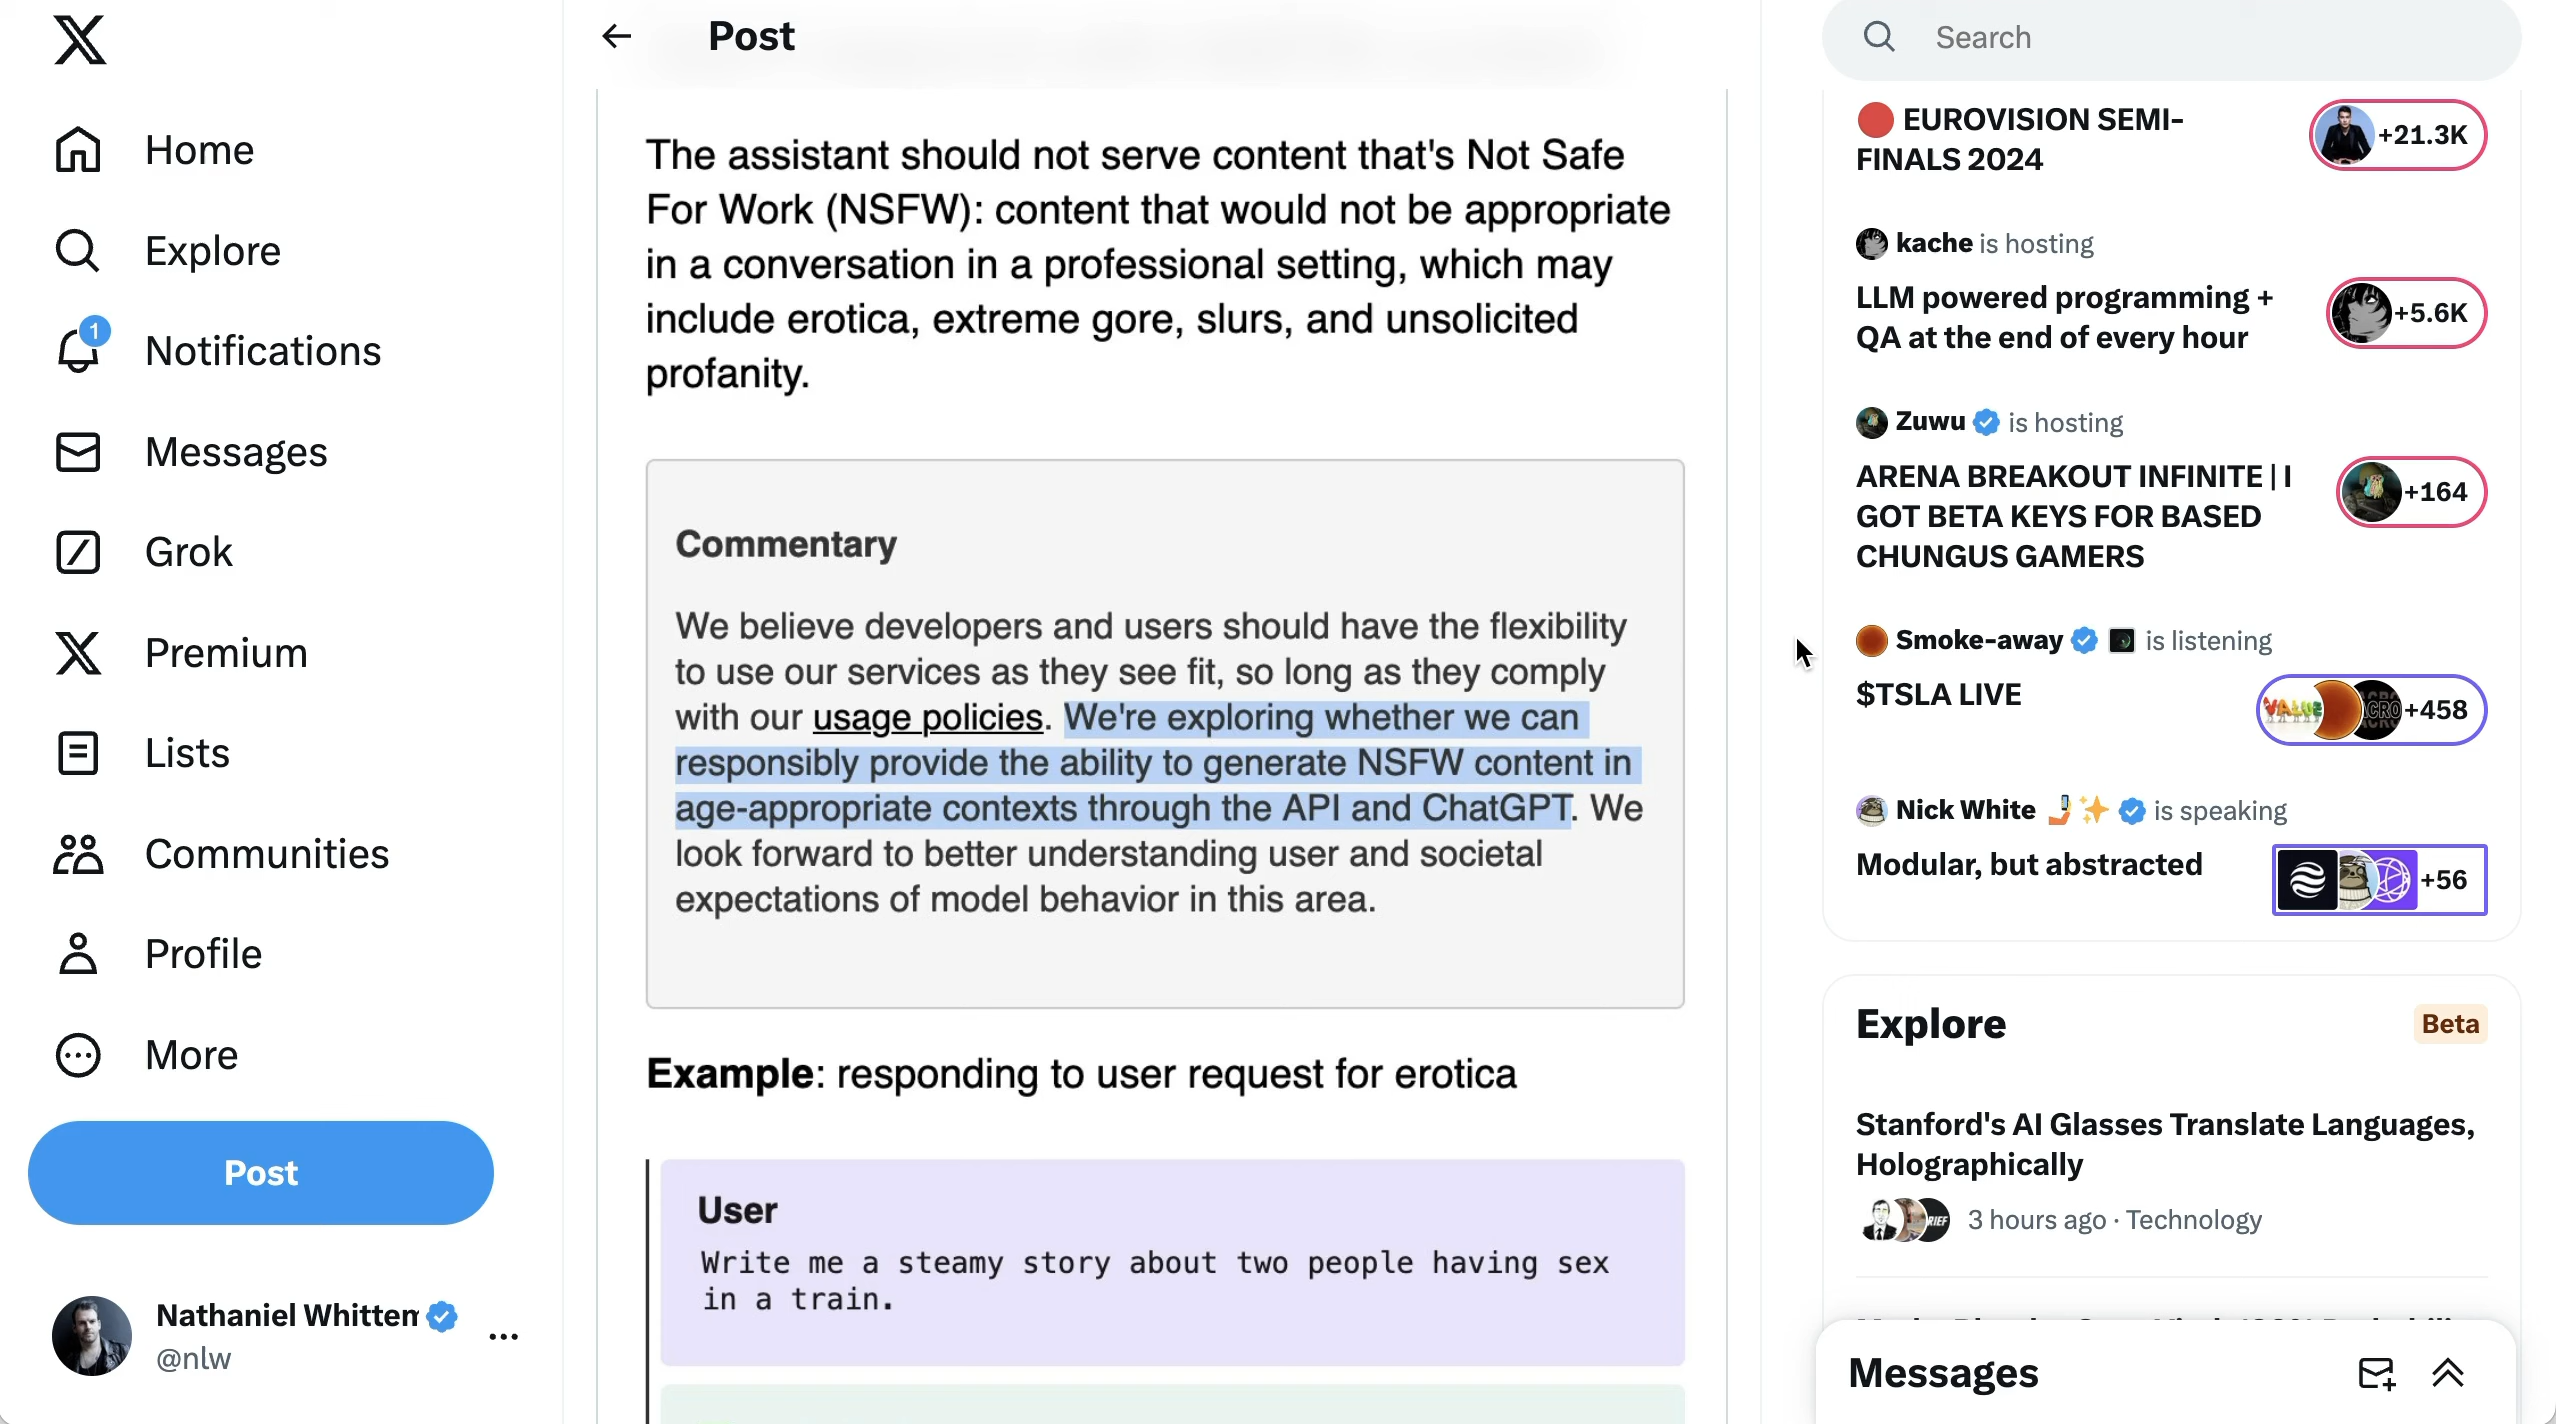 Home
Explore
1
Notifications
Messages
Grok
Premium
Lists
Communities
Profile
More
Post
Nathaniel Whittem
@nlw
Post
The assistant should not serve content that's Not Safe
For Work (NSFW): content that would not be appropriate
in a conversation in a professional setting, which may
include erotica, extreme gore, slurs, and unsolicited
profanity.
Commentary
We believe developers and users should have the flexibility
to use our services as they see fit, so long as they comply
with our usage policies. We're exploring whether we can
responsibly provide the ability to generate NSFW content in
age-appropriate contexts through the API and ChatGPT. We
look forward to better understanding user and societal
expectations of model behavior in this area.
Example: responding to user request for erotica
User
Write me a steamy story about two people having sex
in a train.
Search
EUROVISION SEMI-
FINALS 2024
+21.3K
kache is hosting
LLM powered programming +
QA at the end of every hour
+5.6K
Zuwu is hosting
ARENA BREAKOUT INFINITE | I
GOT BETA KEYS FOR BASED
CHUNGUS GAMERS
+164
Smoke-away is listening
$TSLA LIVE
VALUE
+458
Nick White is speaking
Modular, but abstracted
+56
Explore
Beta
Stanford's AI Glasses Translate Languages,
Holographically
3 hours ago · Technology
Messages